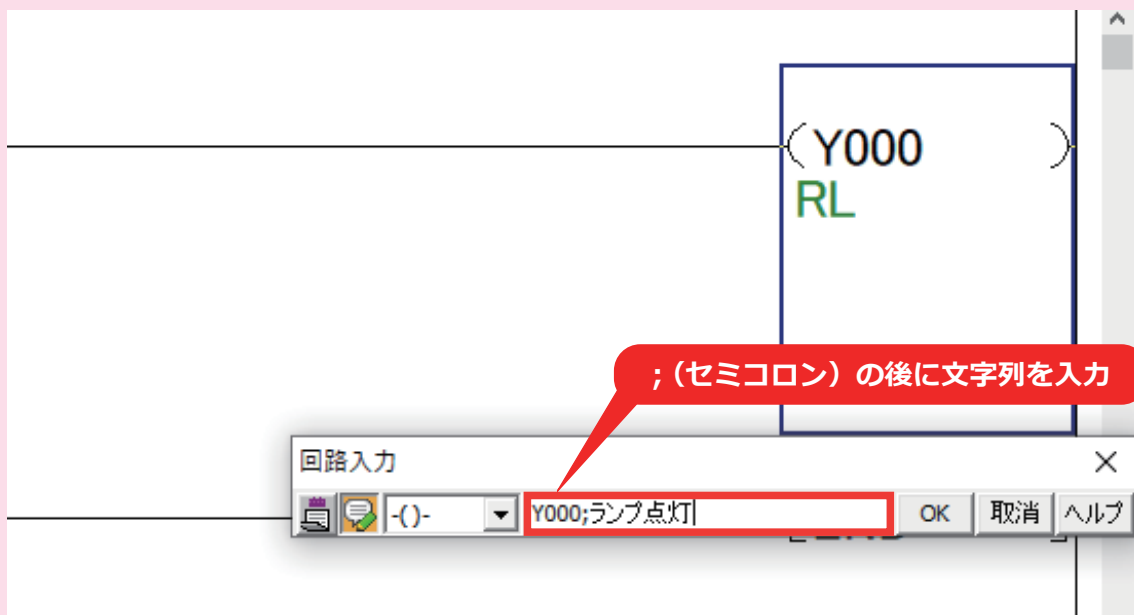 Y000
RL
;（セミコロン）の後に文字列を入力
回路入力
-()-
Y000;ランプ点灯
OK
取消
ヘルプ